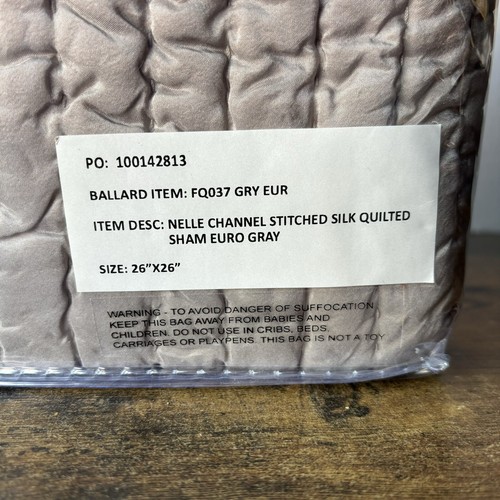 PO: 100142813
BALLARD ITEM: FQ037 GRY EUR
ITEM DESC: NELLE CHANNEL STITCHED SILK QUILTED
SHAM EURO GRAY
SIZE: 26”X26”
WARNING - TO AVOID DANGER OF SUFFOCATION
KEEP THIS BAG AWAY FROM BABIES AND
CHILDREN. DO NOT USE IN CRIBS, BEDS,
CARRIAGES OR PLAYPENS. THIS BAG IS NOT A TOY